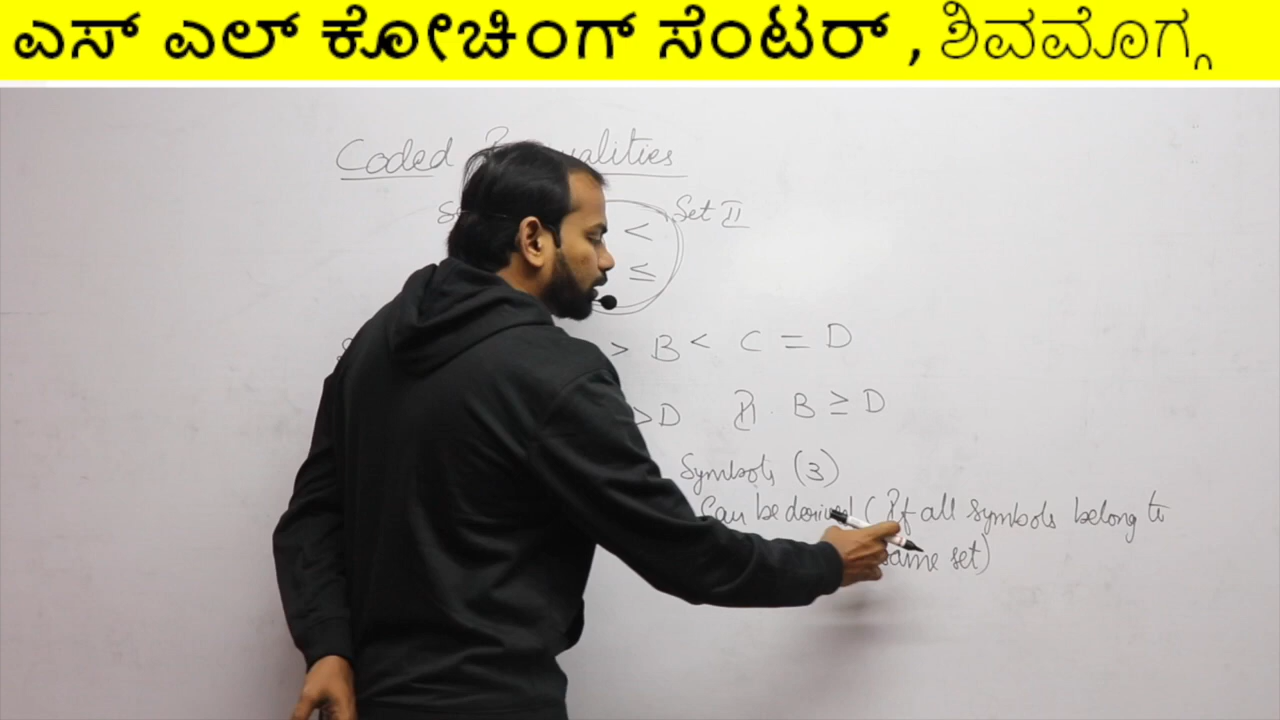 ಎಸ್ ಎಲ್ ಕೋಚಿಂಗ್ ಸೆಂಟರ್ , ಶಿವಮೊಗ್ಗ
Coded
Set II
<
≤
> B < C = D
>D II. B ≥ D
Symbols (3)
Can be derived ( If all symbols belong to
same set)